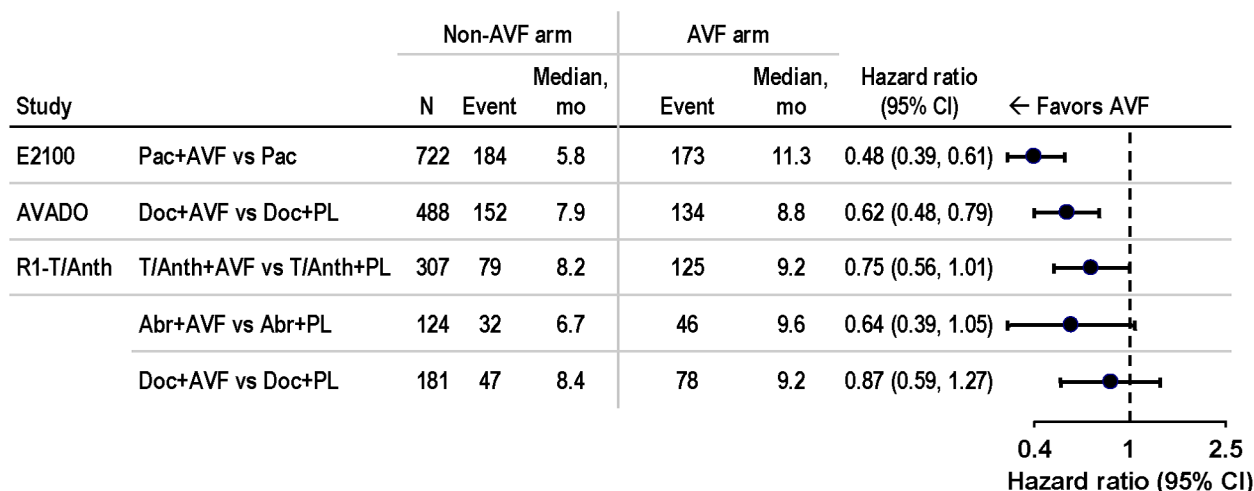 Non-AVF arm AVF arm
Study N Event Median, mo Event Median, mo Hazard ratio (95% CI) ← Favors AVF
E2100 Pac+AVF vs Pac 722 184 5.8 173 11.3 0.48 (0.39, 0.61)
AVADO Doc+AVF vs Doc+PL 488 152 7.9 134 8.8 0.62 (0.48, 0.79)
R1-T/Anth T/Anth+AVF vs T/Anth+PL 307 79 8.2 125 9.2 0.75 (0.56, 1.01)
Abr+AVF vs Abr+PL 124 32 6.7 46 9.6 0.64 (0.39, 1.05)
Doc+AVF vs Doc+PL 181 47 8.4 78 9.2 0.87 (0.59, 1.27)
0.4 1 2.5
Hazard ratio (95% CI)